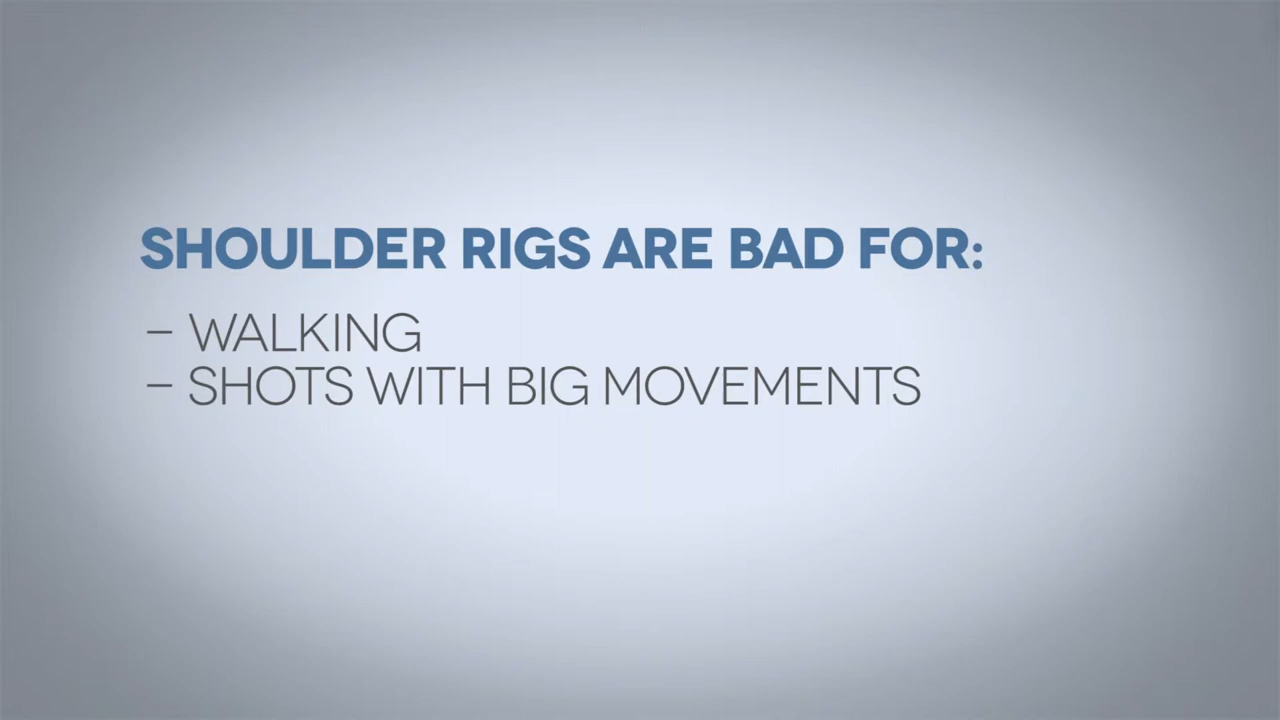 SHOULDER RIGS ARE BAD FOR:
– WALKING
– SHOTS WITH BIG MOVEMENTS